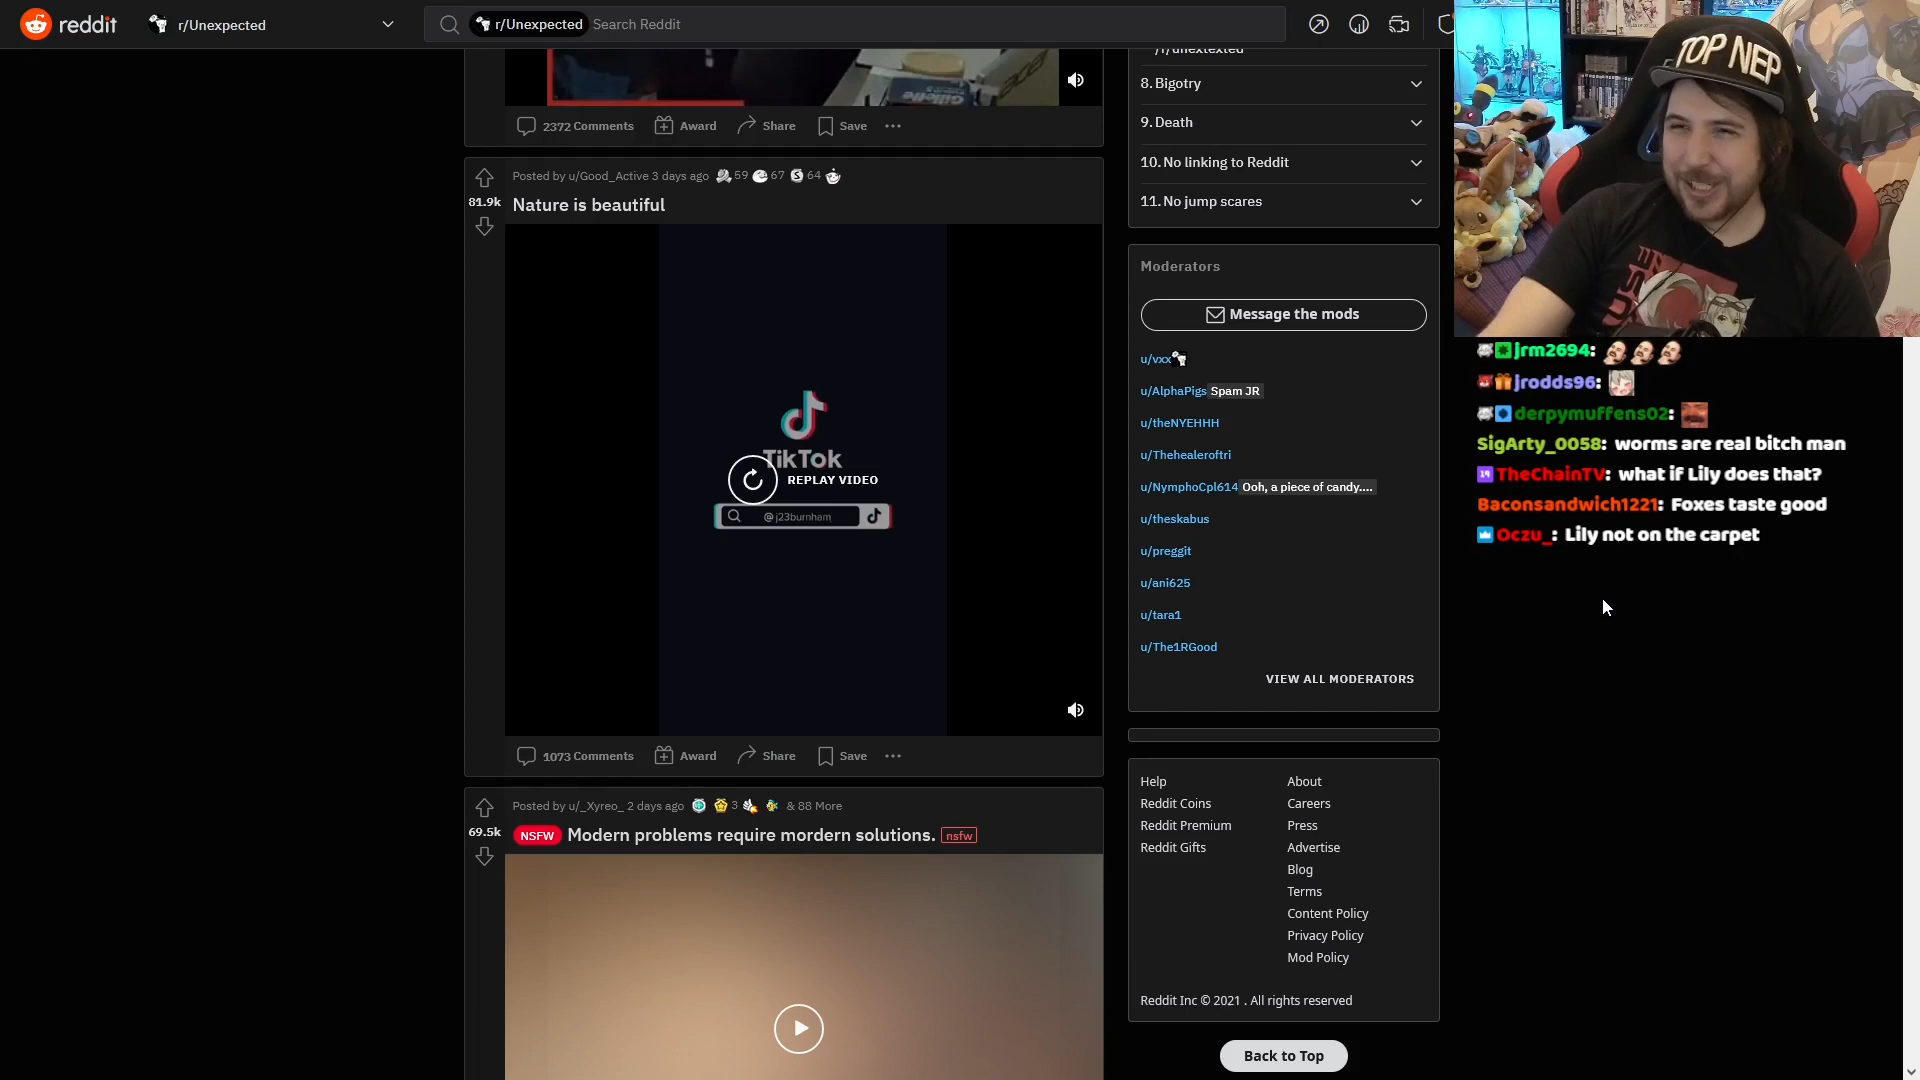 reddit
r/Unexpected
r/Unexpected Search Reddit
TOP NEP
Gillette
2372 Comments Award Share Save
/r/unextexted
8. Bigotry
9. Death
10. No linking to Reddit
11. No jump scares
Posted by u/Good_Active 3 days ago 59 67 S 64
81.9k
Nature is beautiful
TikTok
REPLAY VIDEO
@j23burnham
1073 Comments Award Share Save
Posted by u/_Xyreo_ 2 days ago 3 & 88 More
69.5k
NSFW Modern problems require mordern solutions. nsfw
Moderators
Message the mods
u/vxx
u/AlphaPigs Spam JR
u/theNYEHHH
u/Thehealeroftri
u/NymphoCpl614 Ooh, a piece of candy....
u/theskabus
u/preggit
u/ani625
u/tara1
u/The1RGood
VIEW ALL MODERATORS
Help
Reddit Coins
Reddit Premium
Reddit Gifts
About
Careers
Press
Advertise
Blog
Terms
Content Policy
Privacy Policy
Mod Policy
Reddit Inc © 2021 . All rights reserved
Back to Top
jrm2694:
jrodds96:
derpymuffens02:
SigArty_0058: worms are real bitch man
TheChainTV: what if Lily does that?
Baconsandwich1221: Foxes taste good
Oczu_: Lily not on the carpet